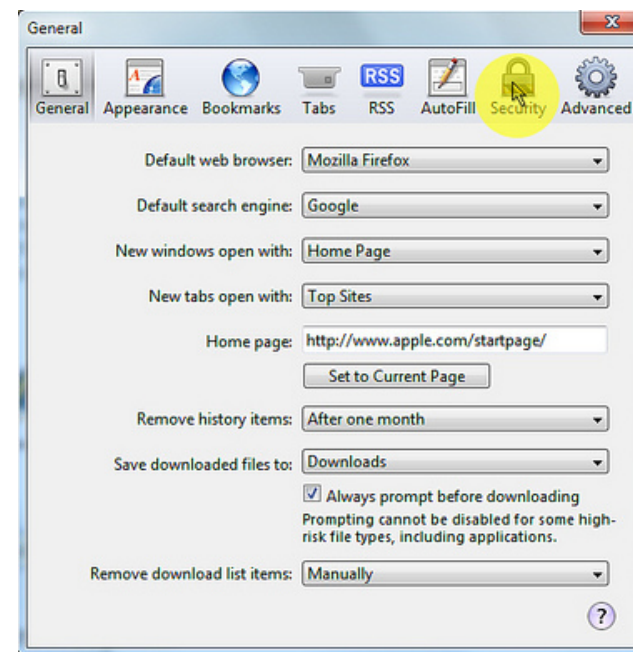 General
RSS
General Appearance Bookmarks Tabs RSS AutoFill Security Advanced
Default web browser: Mozilla Firefox
Default search engine: Google
New windows open with: Home Page
New tabs open with: Top Sites
Home page: http://www.apple.com/startpage/
Set to Current Page
Remove history items: After one month
Save downloaded files to: Downloads
Always prompt before downloading
Prompting cannot be disabled for some high-
risk file types, including applications.
Remove download list items: Manually
?